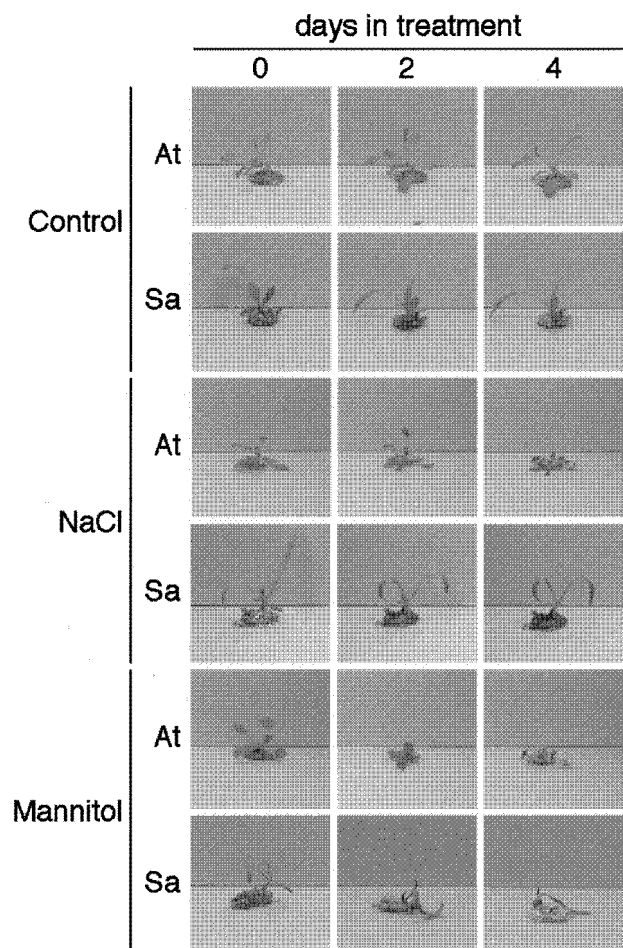 days in treatment
0 2 4
At
Control
Sa
At
NaCl
Sa
At
Mannitol
Sa